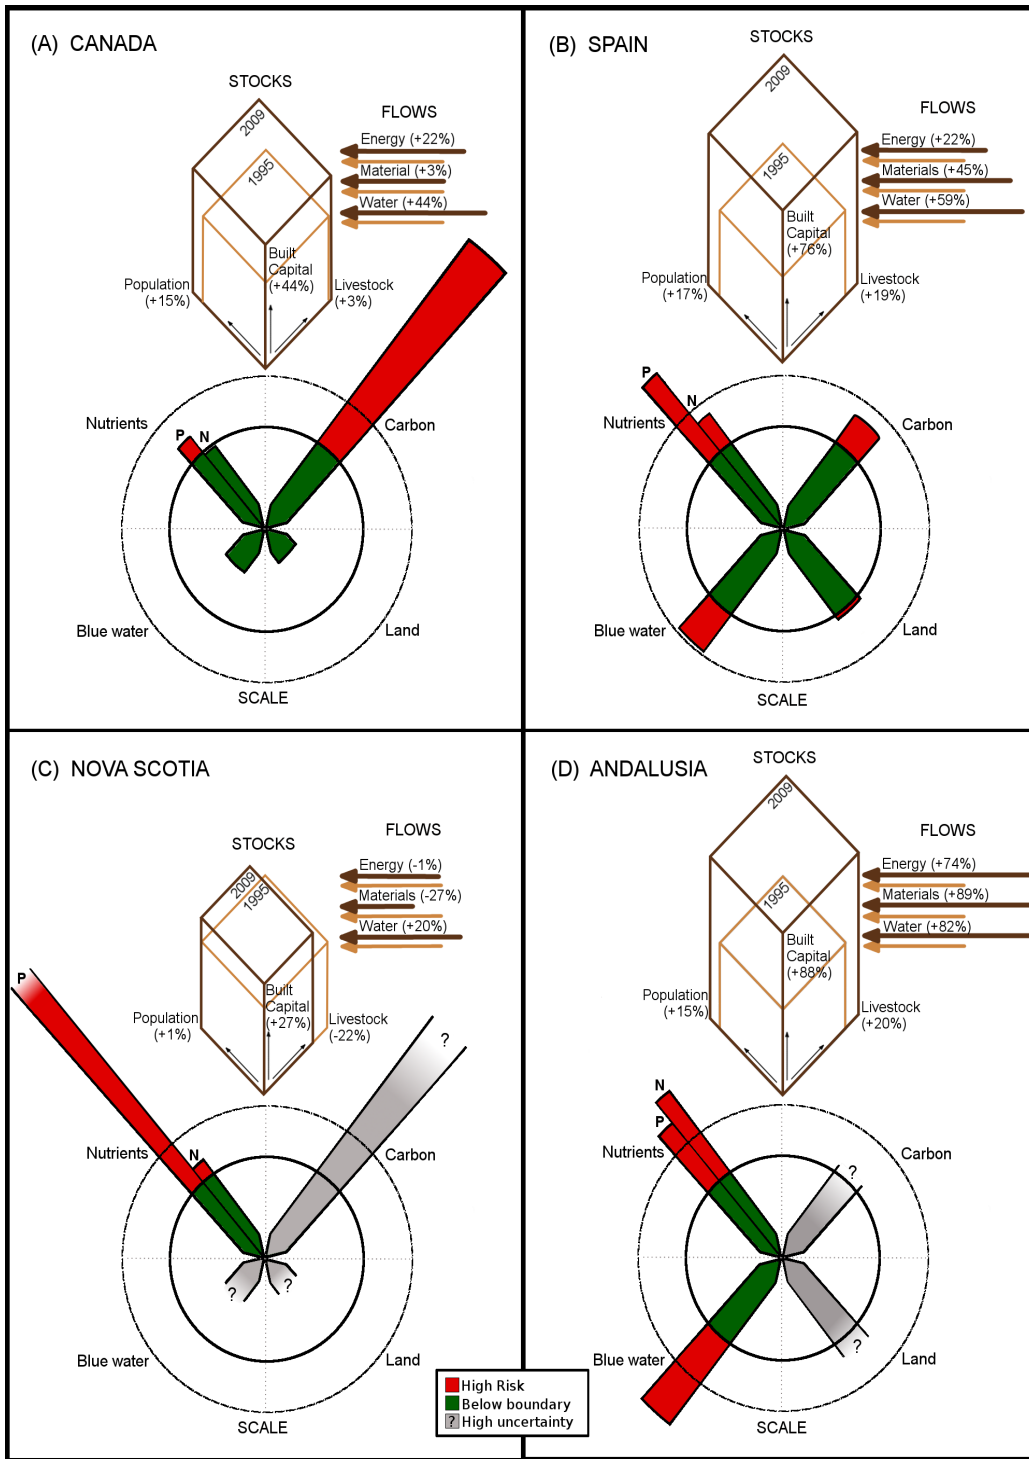 (A) CANADA
STOCKS
2009
1995
FLOWS
Energy (+22%)
Material (+3%)
Water (+44%)
Population
(+15%)
Built
Capital
(+44%)
Livestock
(+3%)
Nutrients
P
N
Carbon
Blue water
Land
SCALE
(B) SPAIN
STOCKS
2009
1995
FLOWS
Energy (+22%)
Materials (+45%)
Water (+59%)
Population
(+17%)
Built
Capital
(+76%)
Livestock
(+19%)
P
N
Nutrients
Carbon
Blue water
Land
SCALE
(C) NOVA SCOTIA
STOCKS
2009
1995
FLOWS
Energy (-1%)
Materials (-27%)
Water (+20%)
Population
(+1%)
Built
Capital
(+27%)
Livestock
(-22%)
P
N
Nutrients
?
Carbon
?
?
Blue water
Land
SCALE
(D) ANDALUSIA
STOCKS
2009
1995
FLOWS
Energy (+74%)
Materials (+89%)
Water (+82%)
Population
(+15%)
Built
Capital
(+88%)
Livestock
(+20%)
N
P
Nutrients
?
Carbon
?
Blue water
Land
SCALE
High Risk
Below boundary
? High uncertainty